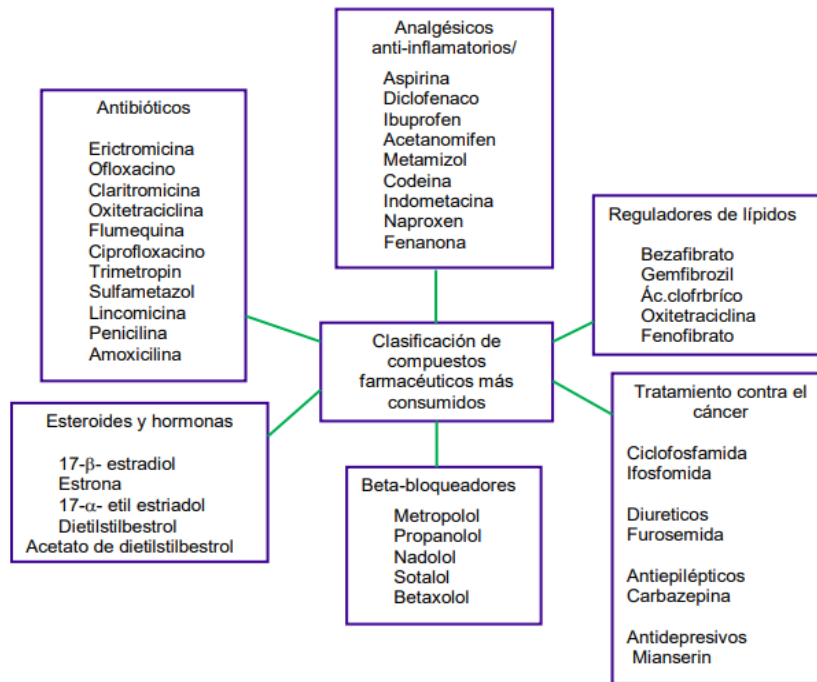 Analgésicos
anti-inflamatorios/
Aspirina
Diclofenaco
Ibuprofen
Acetanomifen
Metamizol
Codeina
Indometacina
Naproxen
Fenanona
Antibióticos
Erictromicina
Ofloxacino
Claritromicina
Oxitetraciclina
Flumequina
Ciprofloxacino
Trimetropin
Sulfametazol
Lincomicina
Penicilina
Amoxicilina
Reguladores de lípidos
Bezafibrato
Gemfibrozil
Ác.clofrbríco
Oxitetraciclina
Fenofibrato
Clasificación de
compuestos
farmacéuticos más
consumidos
Esteroides y hormonas
17-β- estradiol
Estrona
17-α- etil estriadol
Dietilstilbestrol
Acetato de dietilstilbestrol
Beta-bloqueadores
Metropolol
Propanolol
Nadolol
Sotalol
Betaxolol
Tratamiento contra el
cáncer
Ciclofosfamida
Ifosfomida
Diureticos
Furosemida
Antiepilépticos
Carbazepina
Antidepresivos
Mianserin